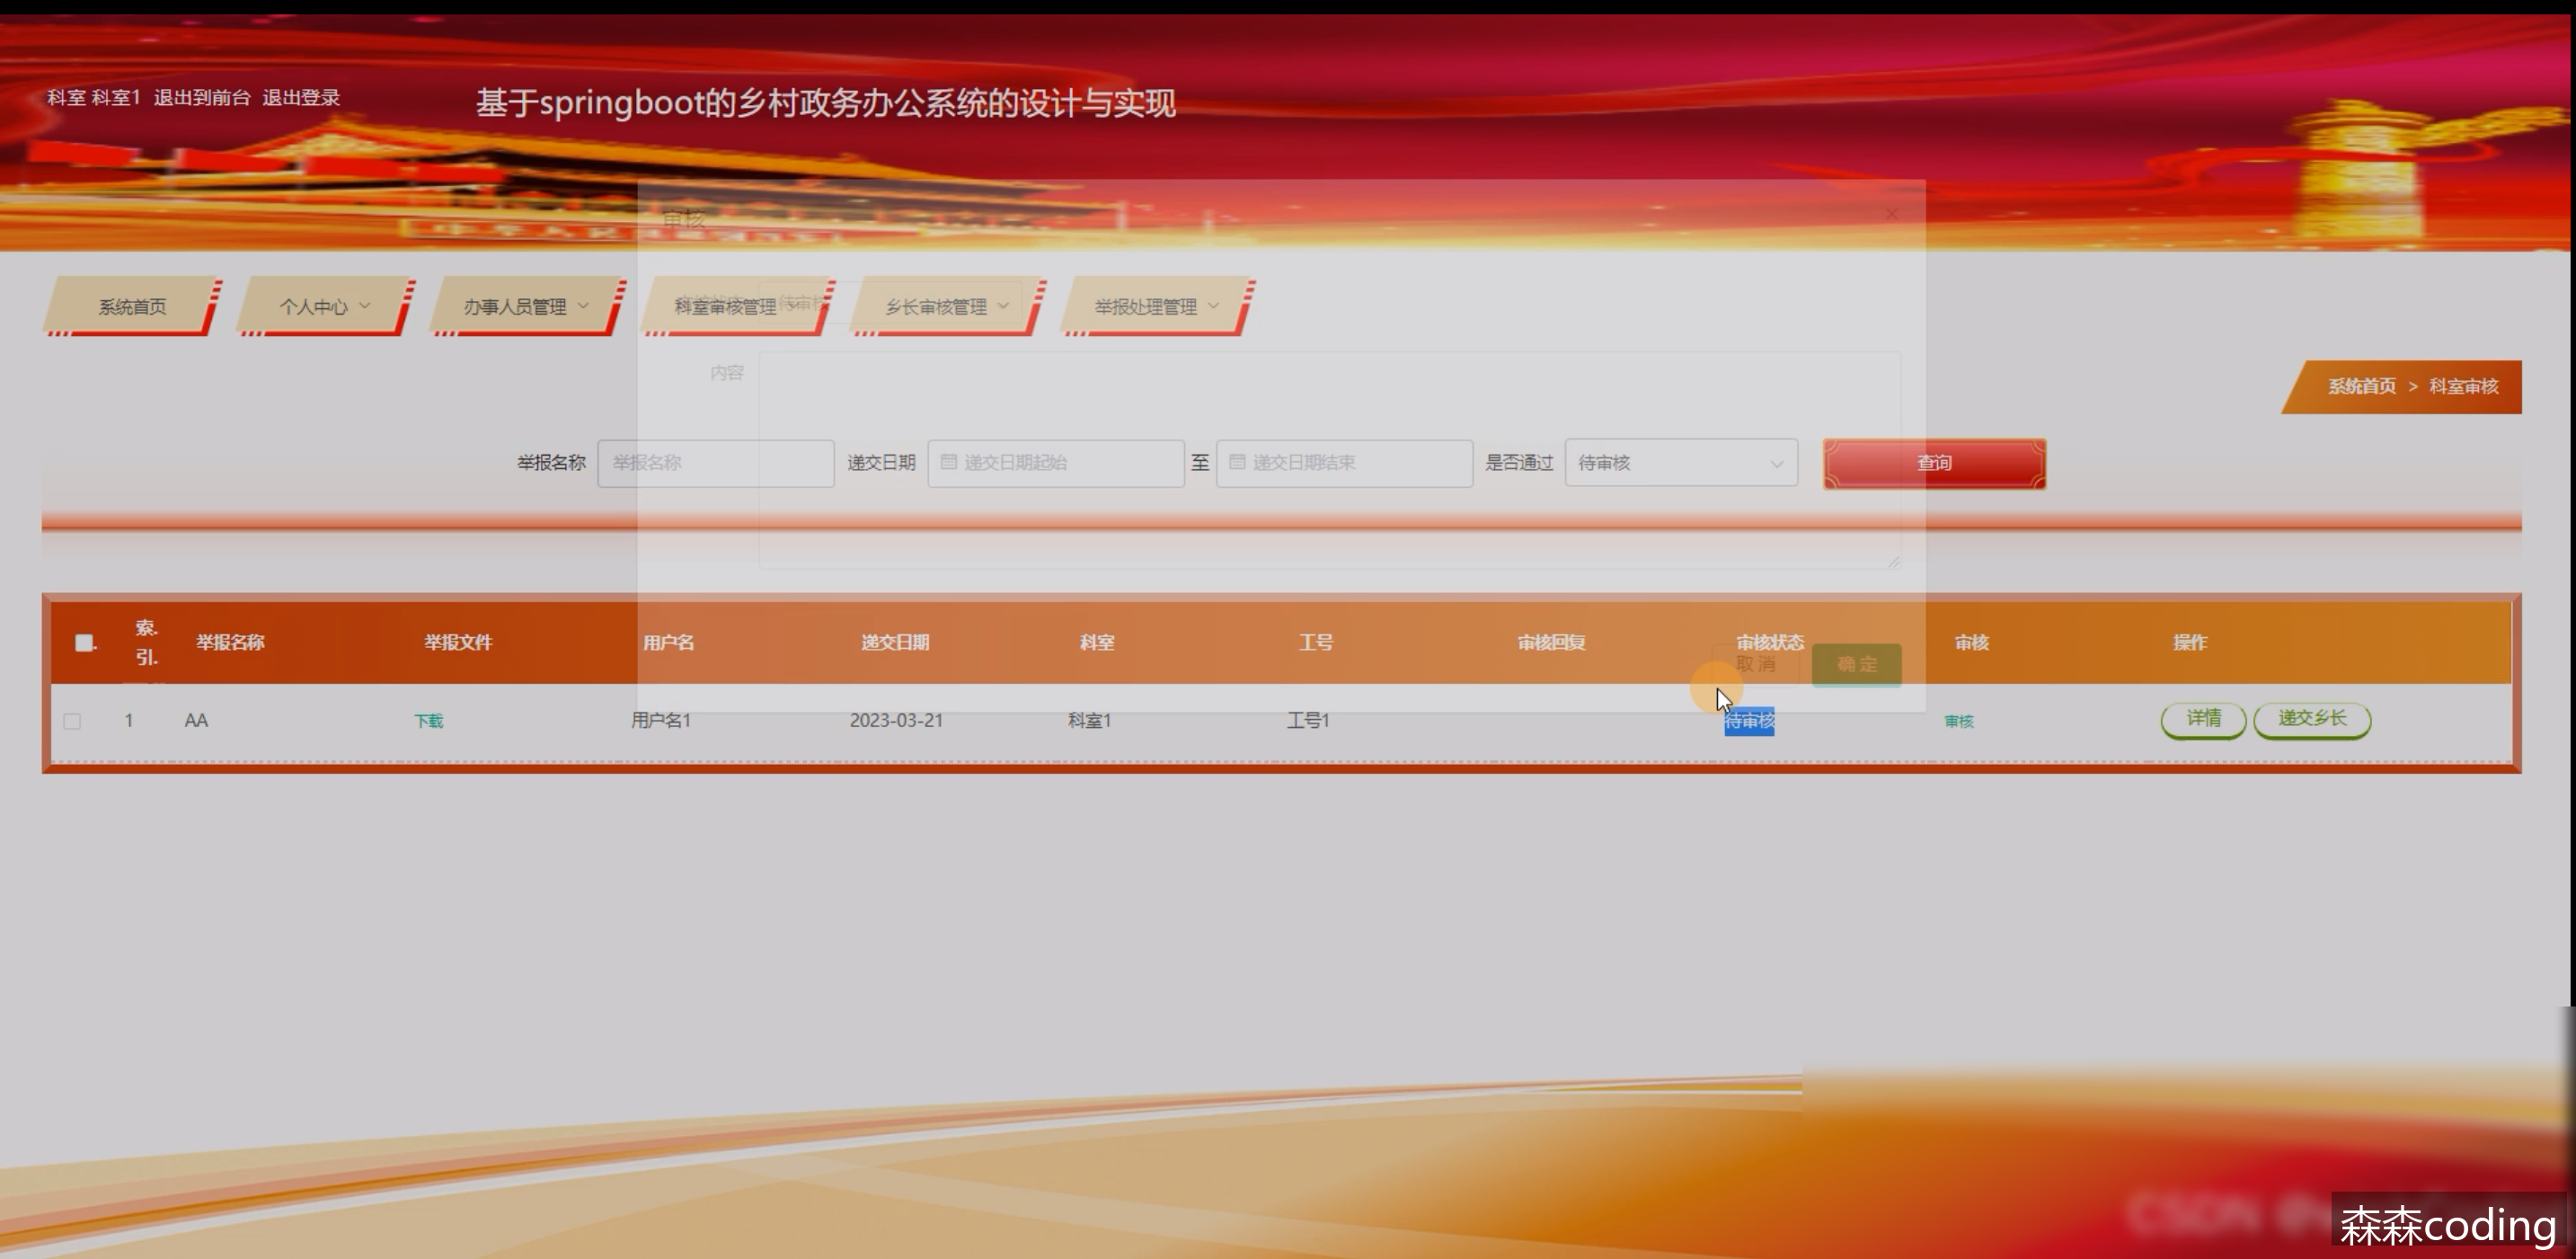 科室 科室1 退出到前台 退出登录
基于springboot的乡村政务办公系统的设计与实现
审核
系统首页 个人中心 办事人员管理 科室审核管理 乡长审核管理 举报处理管理
待审核
内容
系统首页 > 科室审核
举报名称 举报名称 递交日期 递交日期起始 至 递交日期结束 是否通过 待审核 查询
索. 引. 举报名称 举报文件 用户名 递交日期 科室 工号 审核回复 审核状态 审核 操作
取消 确定
1 AA 下载 用户名1 2023-03-21 科室1 工号1 待审核 审核 详情 递交乡长
CSDN
森森coding